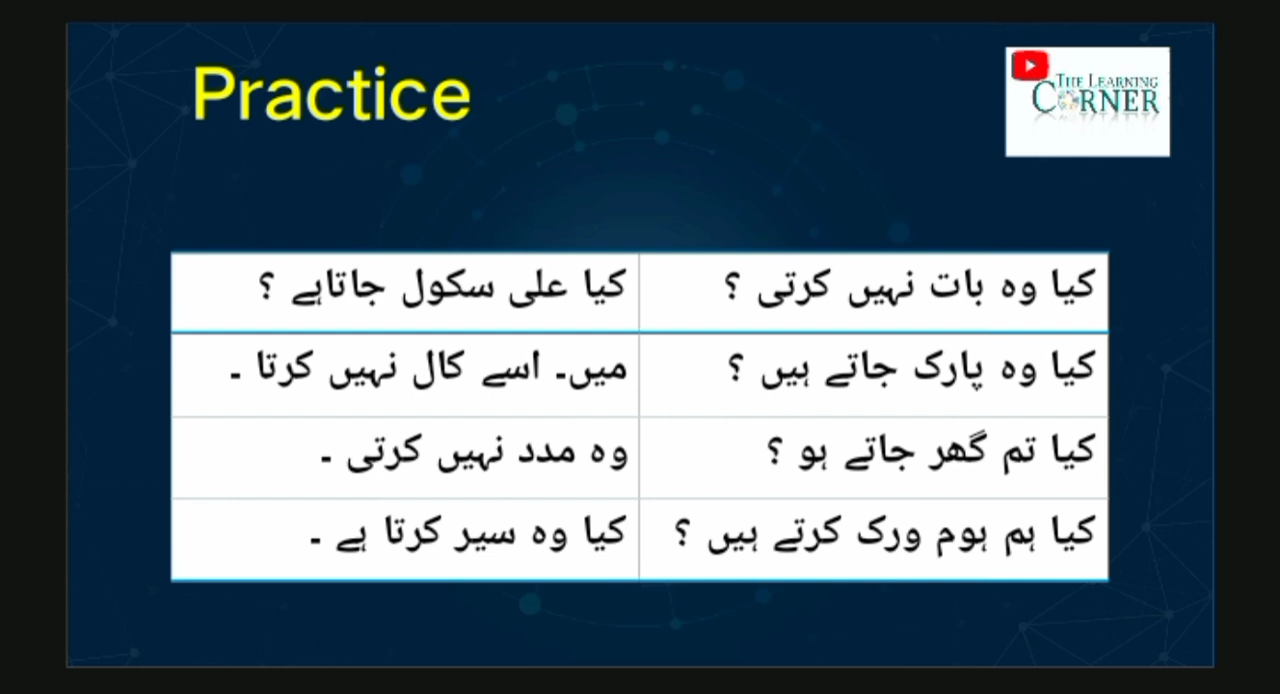 Practice
THE LEARNING
CORNER
کیا وہ بات نہیں کرتی ؟
کیا علی سکول جاتاہے ؟
کیا وہ پارک جاتے ہیں ؟
میں۔ اسے کال نہیں کرتا ۔
کیا تم گھر جاتے ہو ؟
وہ مدد نہیں کرتی ۔
کیا ہم ہوم ورک کرتے ہیں ؟
کیا وہ سیر کرتا ہے ۔